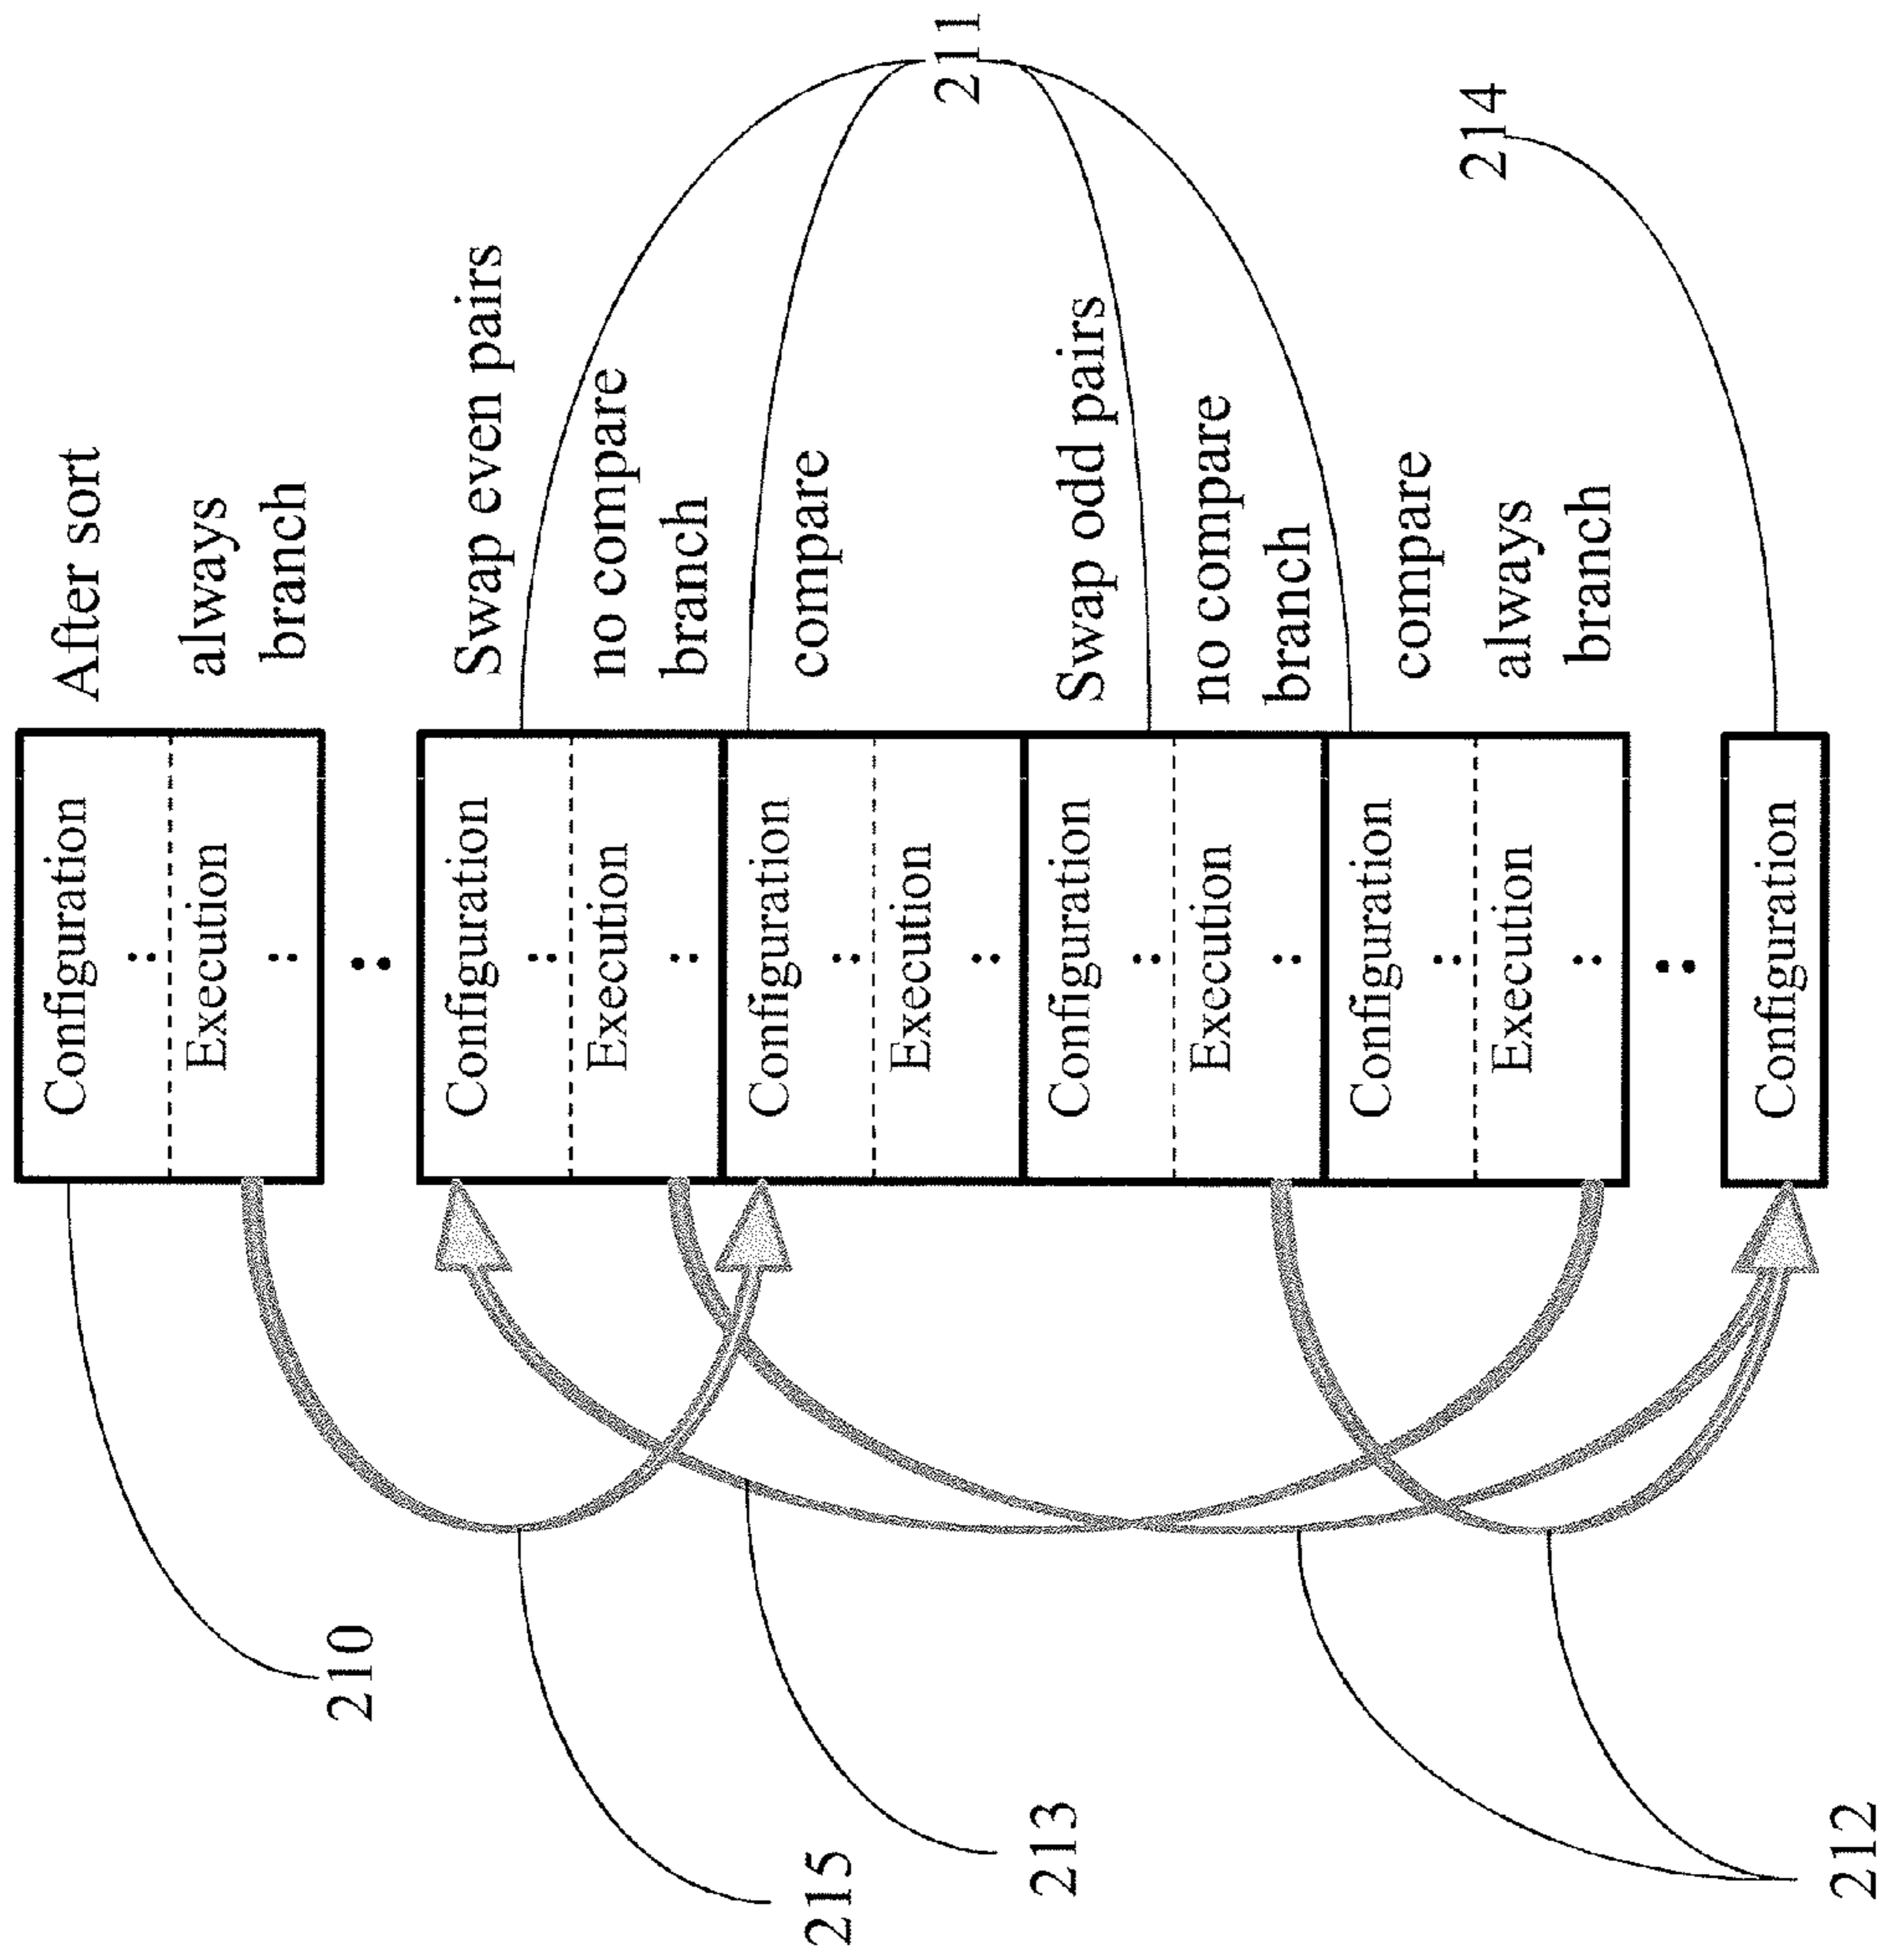 Configuration
After sort
Execution
always
branch
210
Configuration
Swap even pairs
Execution
no compare
branch
Configuration
compare
215
Execution
211
213
Configuration
Swap odd pairs
Execution
no compare
branch
Configuration
compare
214
Execution
always
branch
Configuration
212